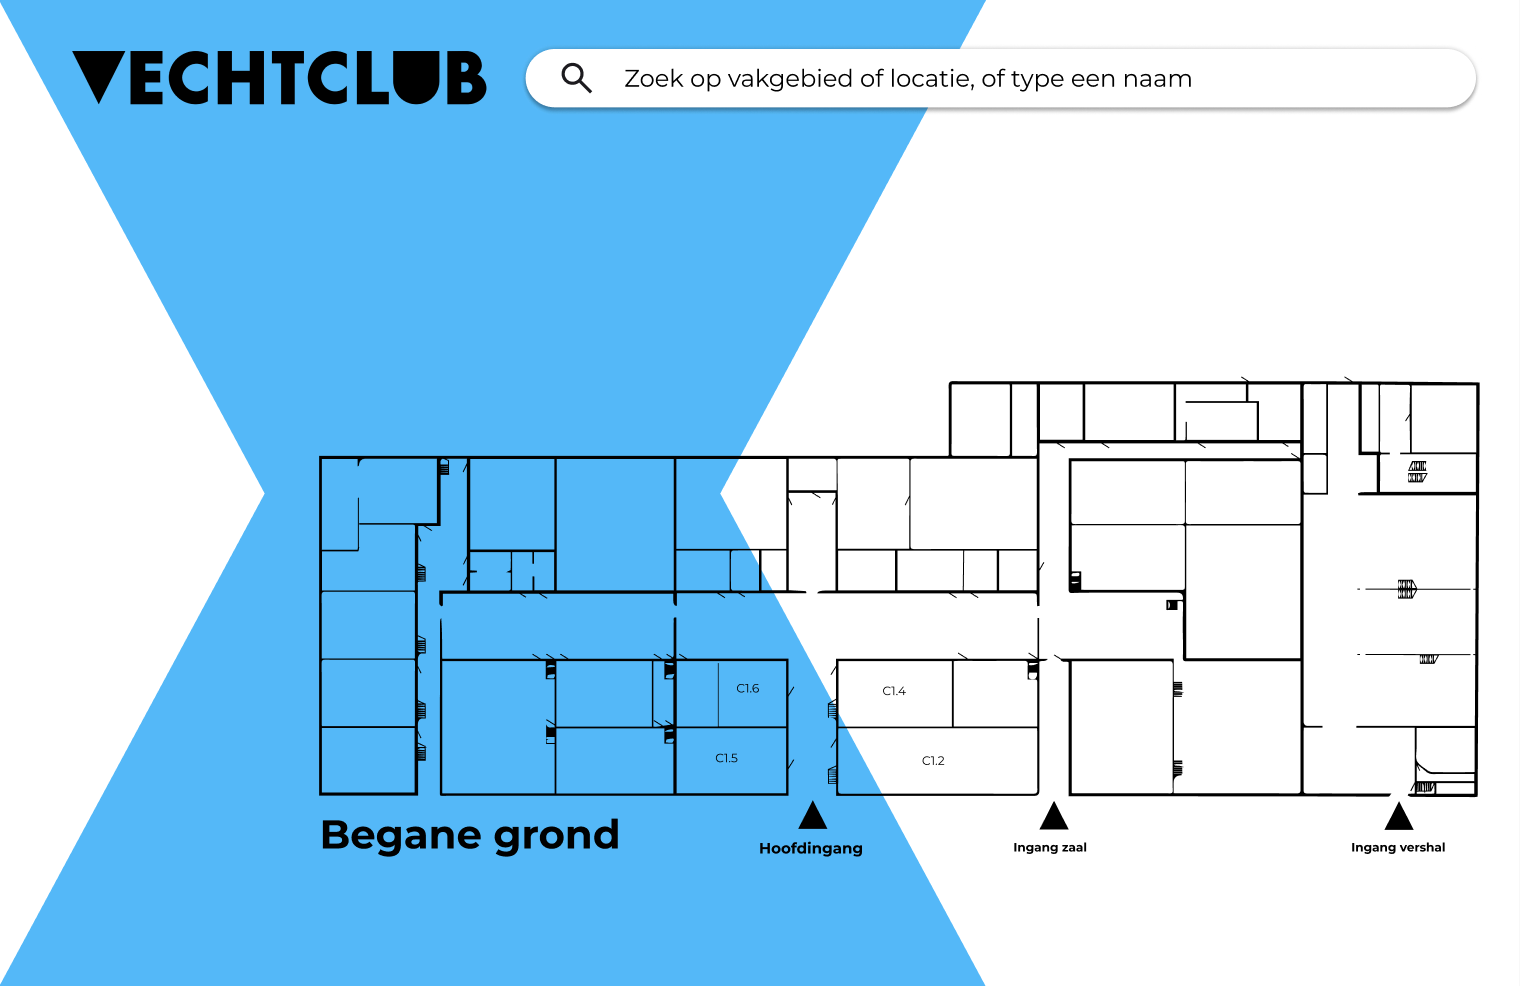 VECHTCLUB
Zoek op vakgebied of locatie, of type een naam
C1.6
C1.4
C1.5
C1.2
Begane grond
Hoofdingang
Ingang zaal
Ingang vershal